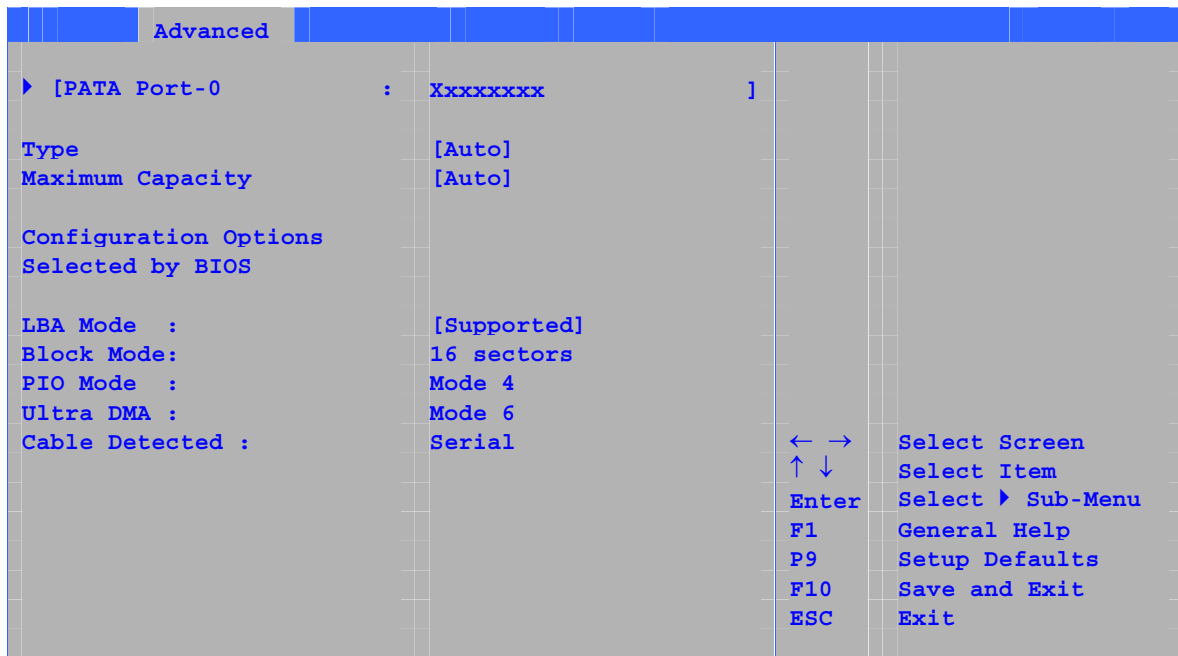 Advanced
[PATA Port-0 : Xxxxxxxx ]
Type [Auto]
Maximum Capacity [Auto]
Configuration Options
Selected by BIOS
LBA Mode : [Supported]
Block Mode: 16 sectors
PIO Mode : Mode 4
Ultra DMA : Mode 6
Cable Detected : Serial
← → Select Screen
↑ ↓ Select Item
Enter Select ▶ Sub-Menu
F1 General Help
P9 Setup Defaults
F10 Save and Exit
ESC Exit